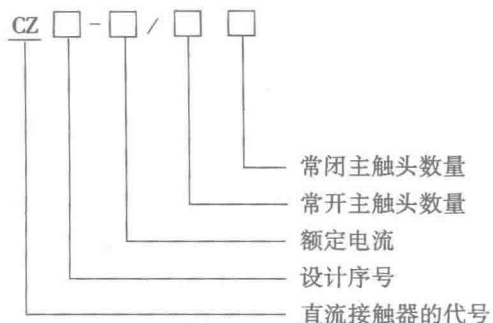 CZ□-□/□□
常闭主触头数量
常开主触头数量
额定电流
设计序号
直流接触器的代号